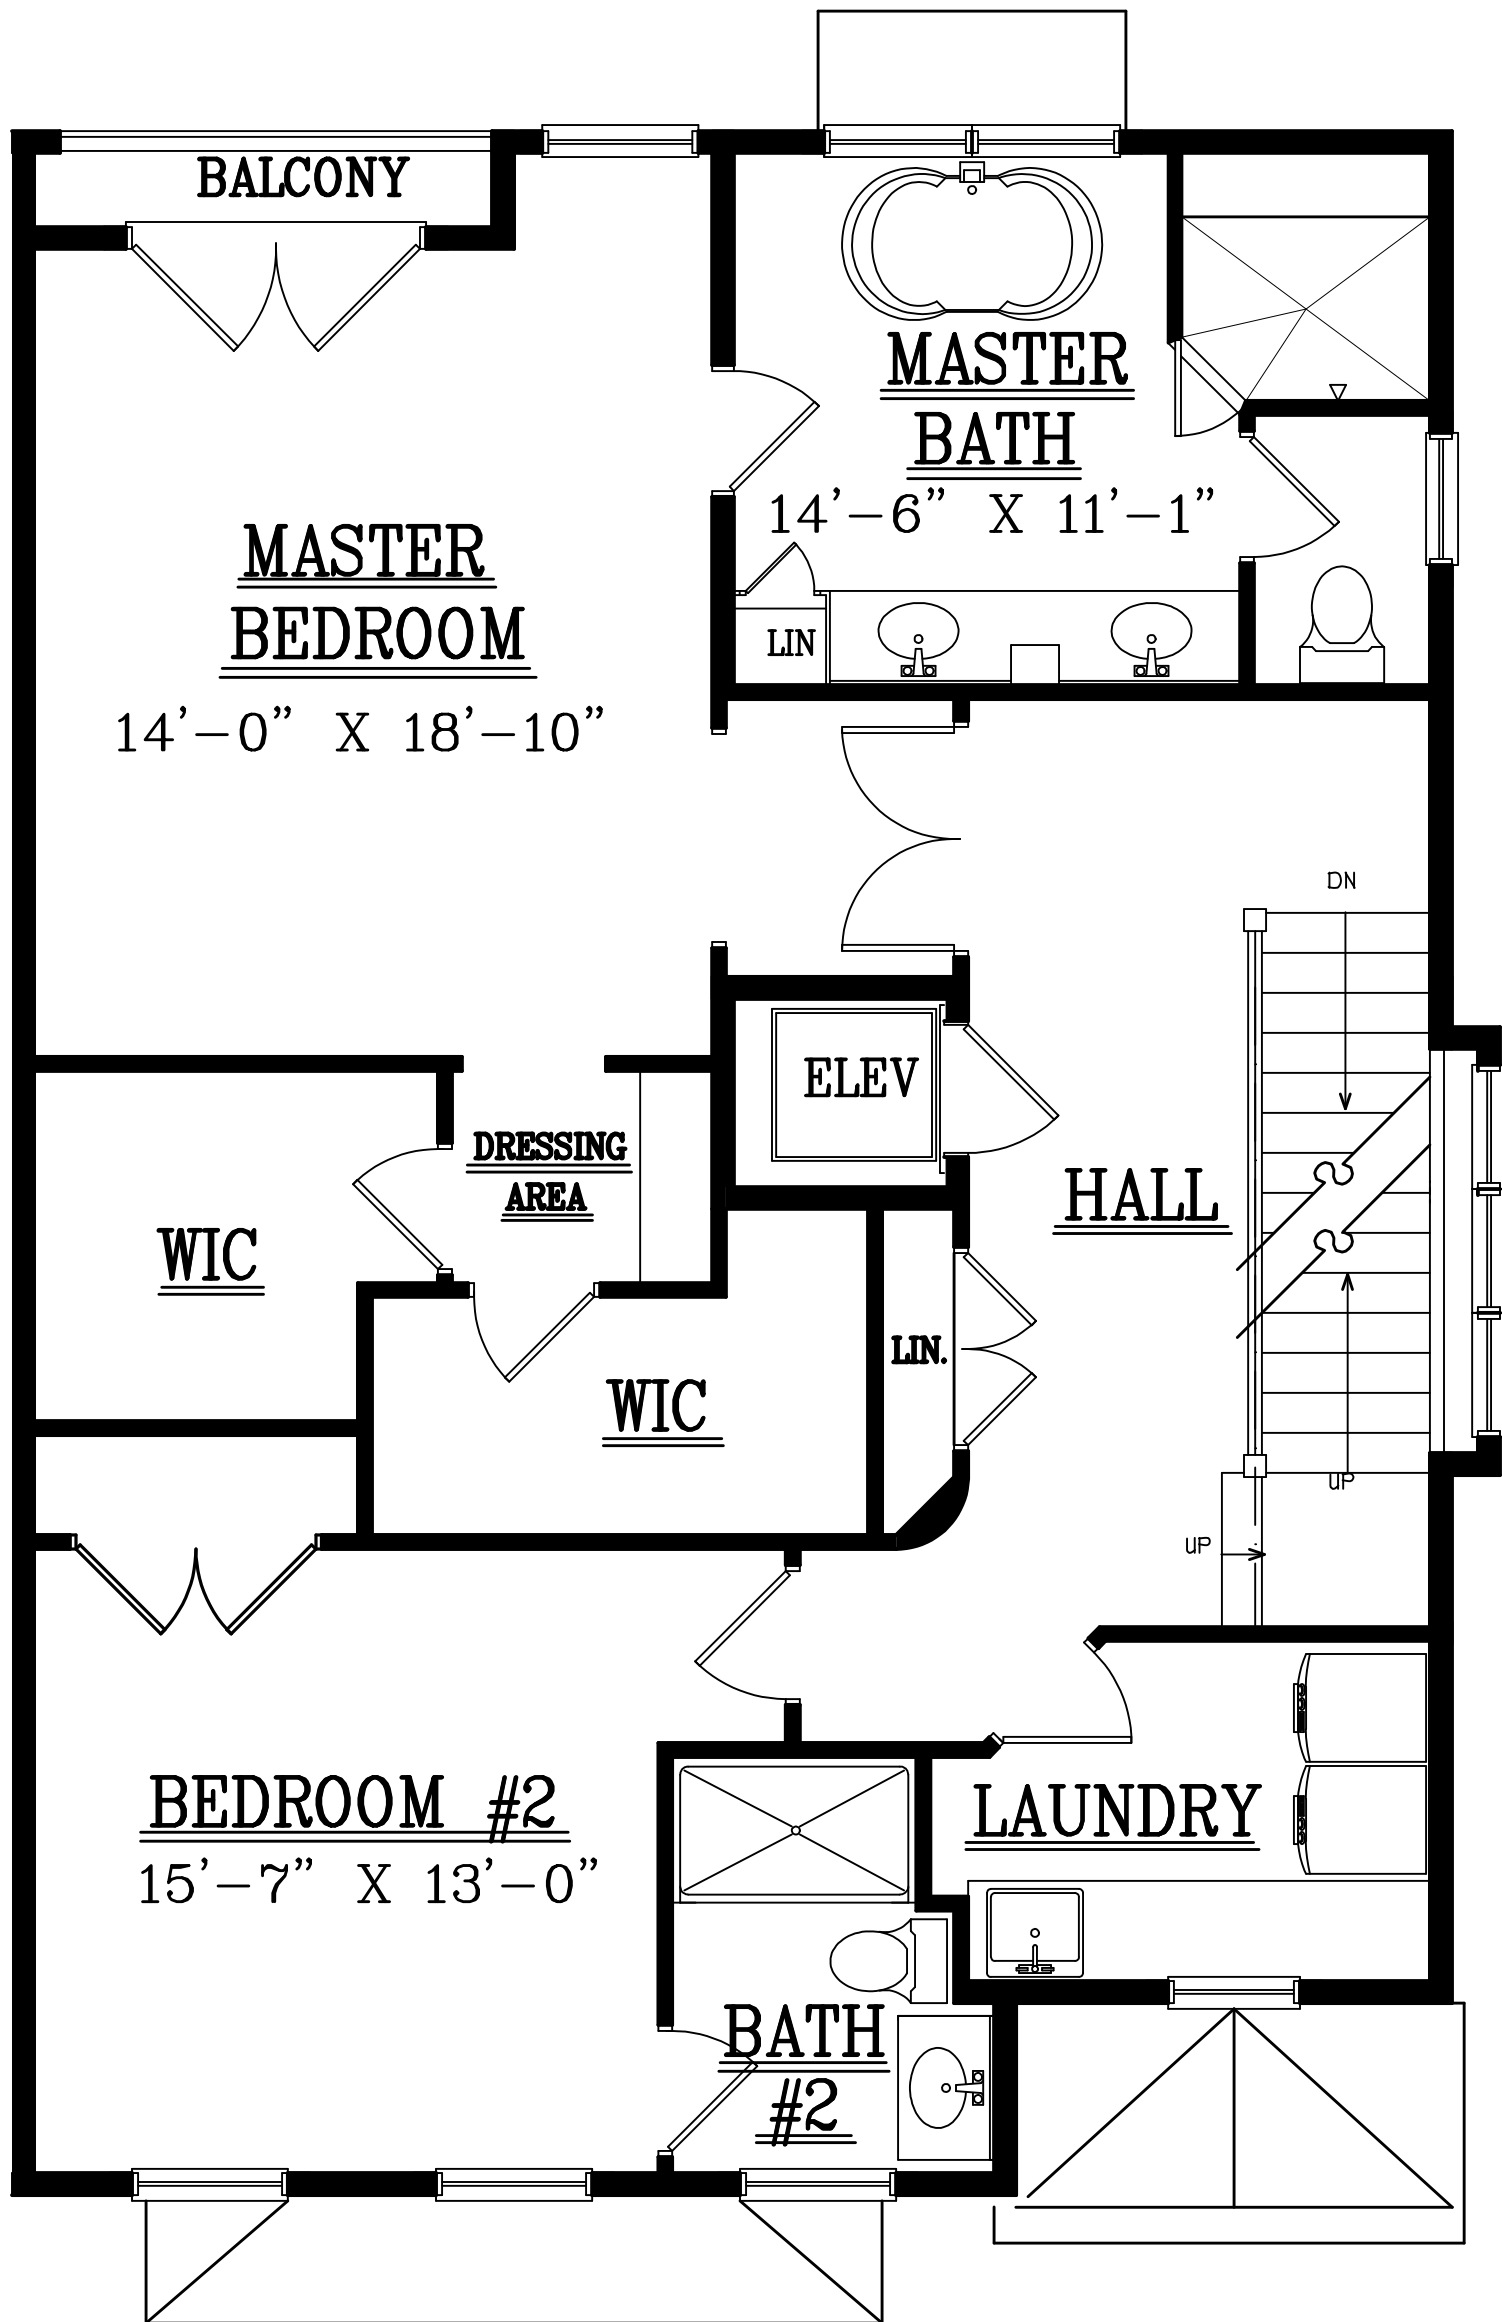 BALCONY
MASTER
BATH
14'-6" X 11'-1"
MASTER
BEDROOM
14'-0" X 18'-10"
LIN
DN
ELEV
DRESSING
AREA
HALL
WIC
LIN.
WIC
UP
UP
BEDROOM #2
15'-7" X 13'-0"
LAUNDRY
BATH
#2